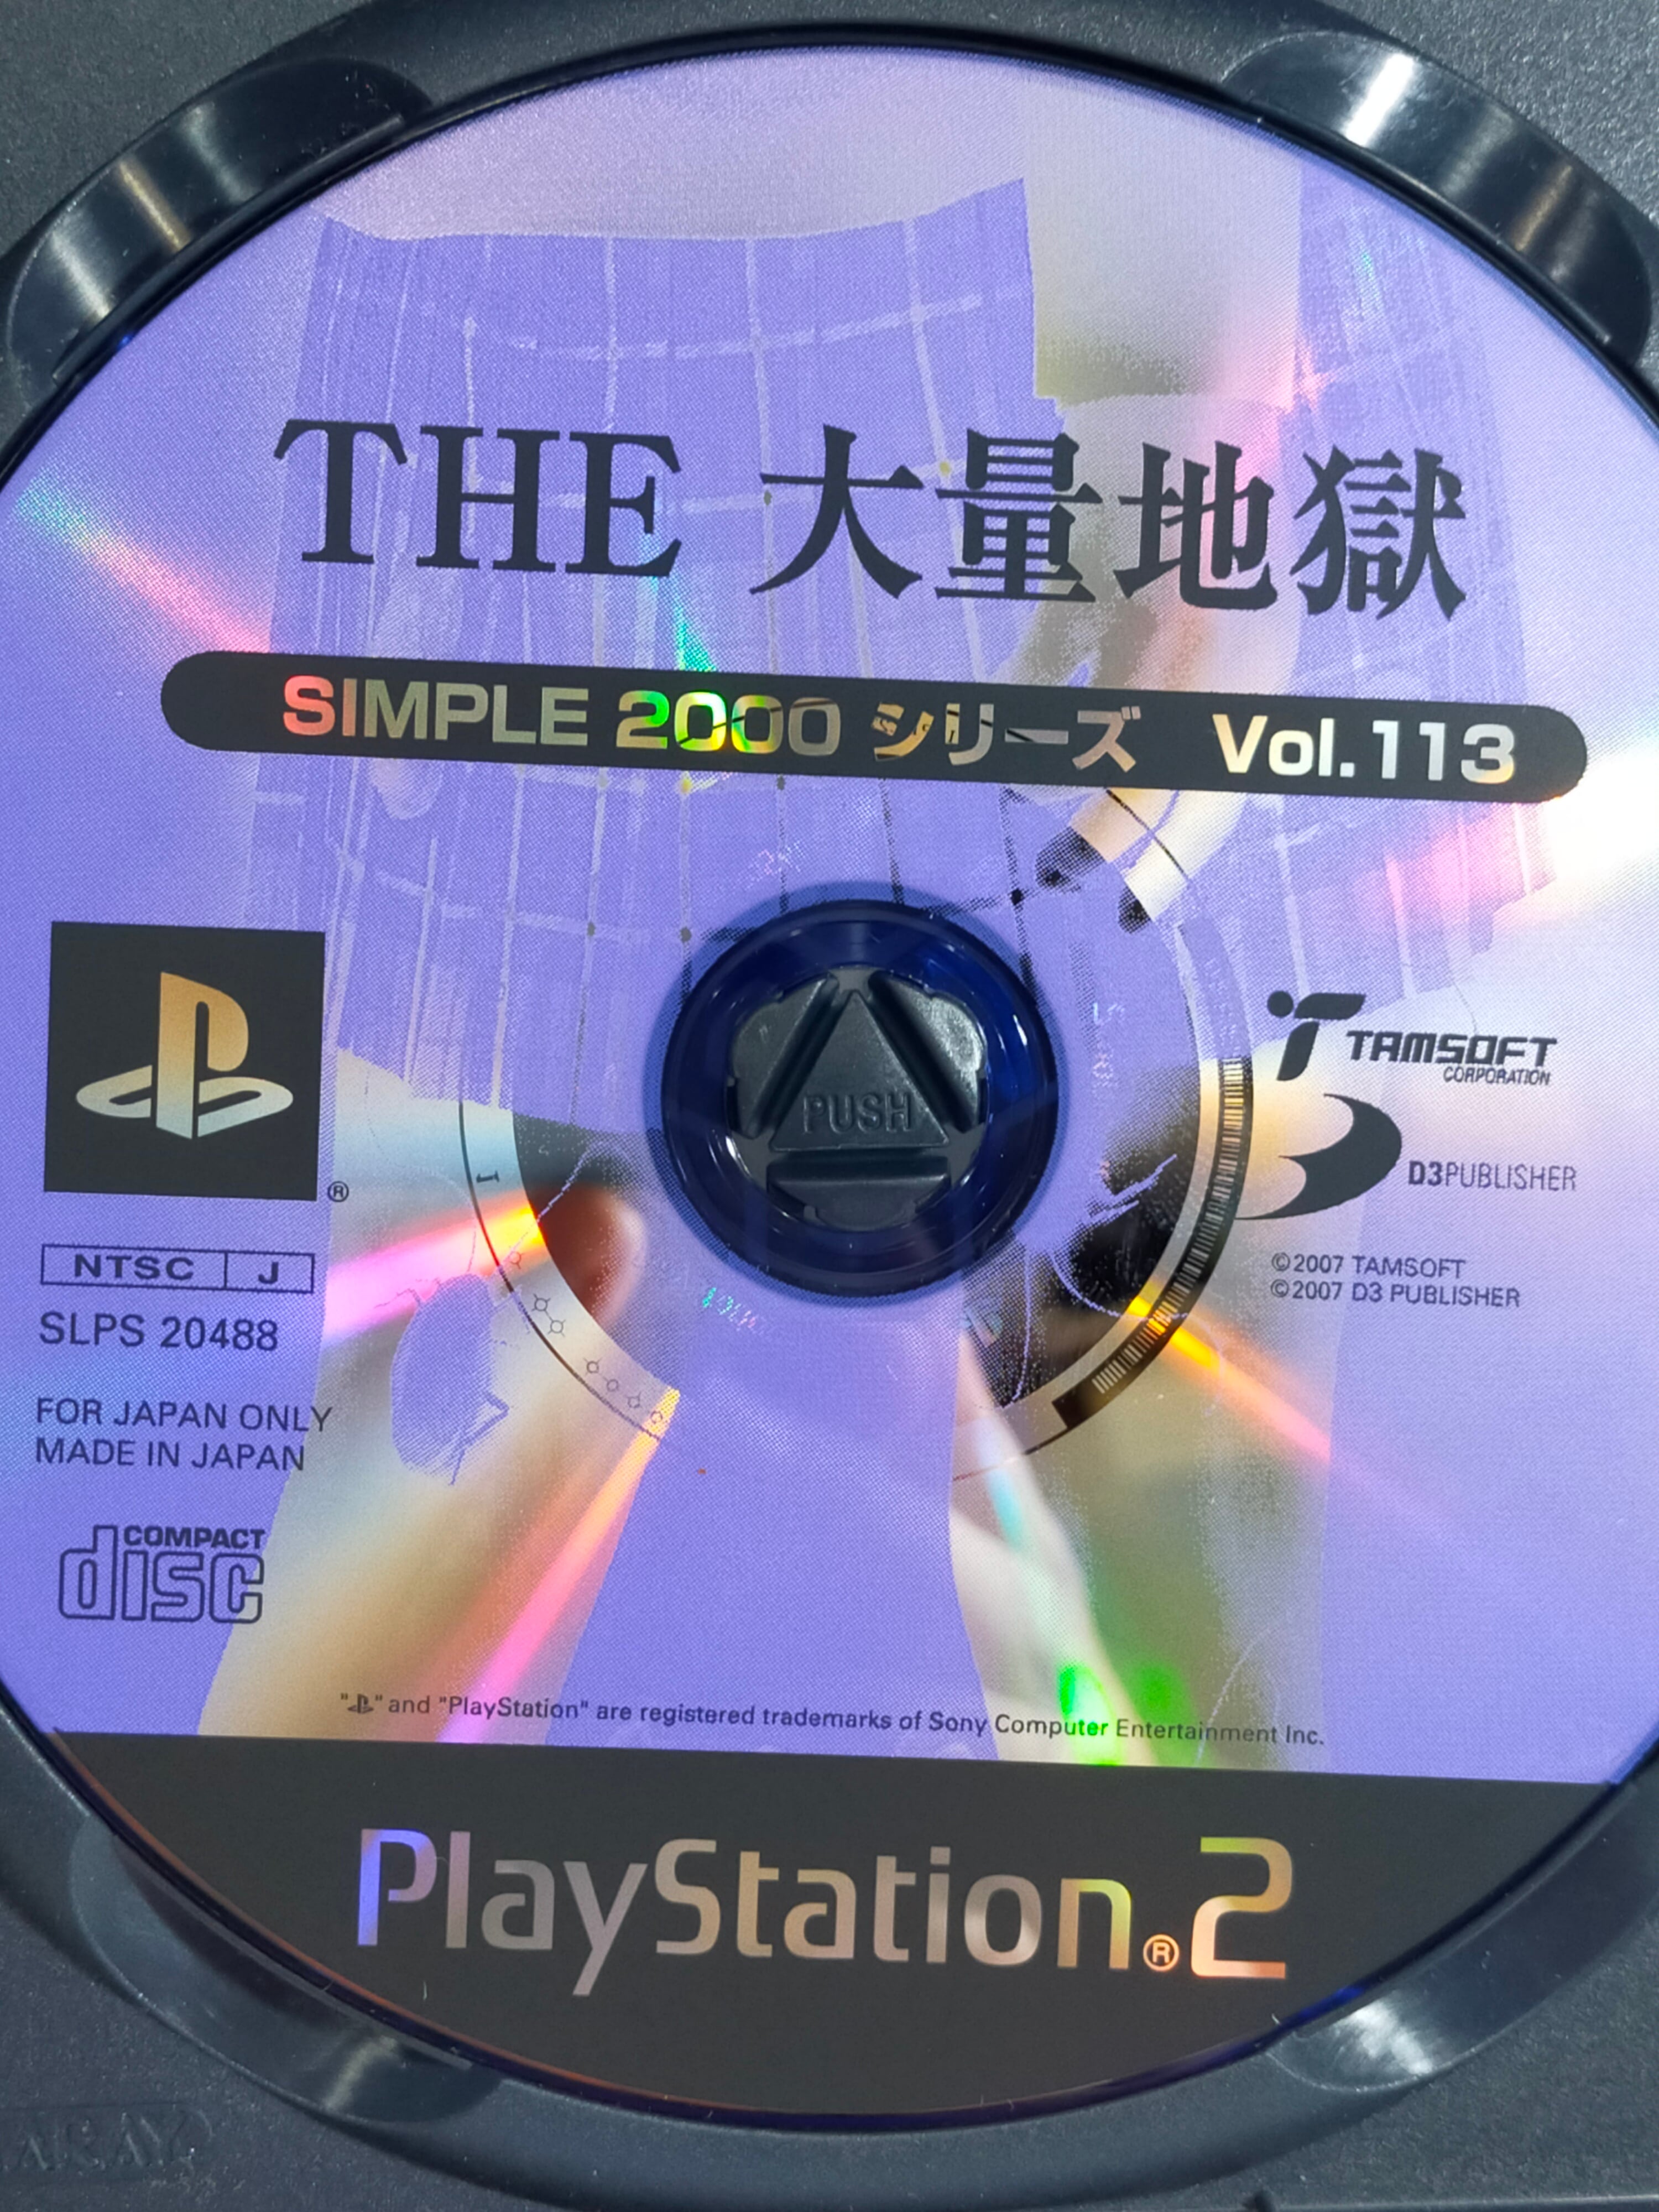 THE 大量地獄
SIMPLE 2000 シリーズ Vol.113
PUSH
TAMSOFT
CORPORATION
D3PUBLISHER
©2007 TAMSOFT
©2007 D3 PUBLISHER
®
NTSC J
SLPS 20488
FOR JAPAN ONLY
MADE IN JAPAN
COMPACT
disc
" " and "PlayStation" are registered trademarks of Sony Computer Entertainment Inc.
PlayStation®2